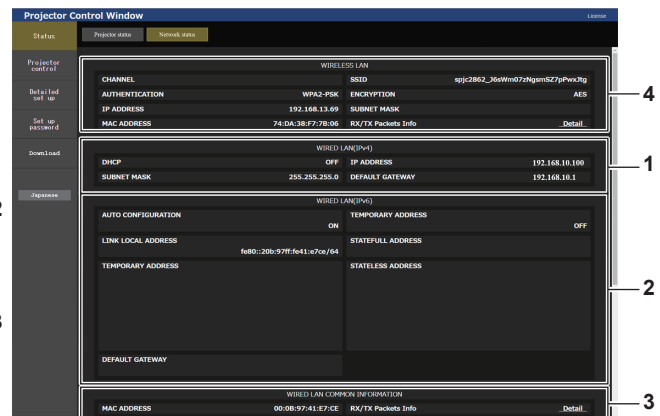 Projector Control Window
License
Status
Projector status
Network status
Projector control
Detailed set up
Set up password
Download
Japanese
WIRELESS LAN
CHANNEL
SSID spjc2862_J6sWm07zNgsmSZ7pPwxJtg
AUTHENTICATION WPA2-PSK
ENCRYPTION AES
IP ADDRESS 192.168.13.69
SUBNET MASK
MAC ADDRESS 74:DA:38:F7:7B:06
RX/TX Packets Info Detail
4
WIRED LAN(IPv4)
DHCP OFF
IP ADDRESS 192.168.10.100
SUBNET MASK 255.255.255.0
DEFAULT GATEWAY 192.168.10.1
1
WIRED LAN(IPv6)
AUTO CONFIGURATION ON
TEMPORARY ADDRESS OFF
LINK LOCAL ADDRESS fe80::20b:97ff:fe41:e7ce/64
STATEFULL ADDRESS
TEMPORARY ADDRESS
STATELESS ADDRESS
DEFAULT GATEWAY
2
WIRED LAN COMMON INFORMATION
MAC ADDRESS 00:0B:97:41:E7:CE
RX/TX Packets Info Detail
3